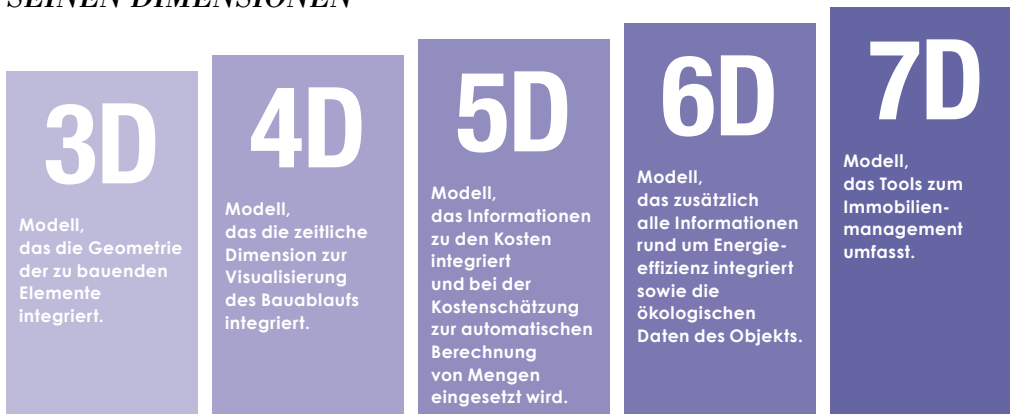 SEINEN DIMENSIONEN
3D
Modell,
das die Geometrie
der zu bauenden
Elemente
integriert.
4D
Modell,
das die zeitliche
Dimension zur
Visualisierung
des Bauablaufs
integriert.
5D
Modell,
das Informationen
zu den Kosten
integriert
und bei der
Kostenschätzung
zur automatischen
Berechnung
von Mengen
eingesetzt wird.
6D
Modell,
das zusätzlich
alle Informationen
rund um Energie-
effizienz integriert
sowie die
ökologischen
Daten des Objekts.
7D
Modell,
das Tools zum
Immobilien-
management
umfasst.